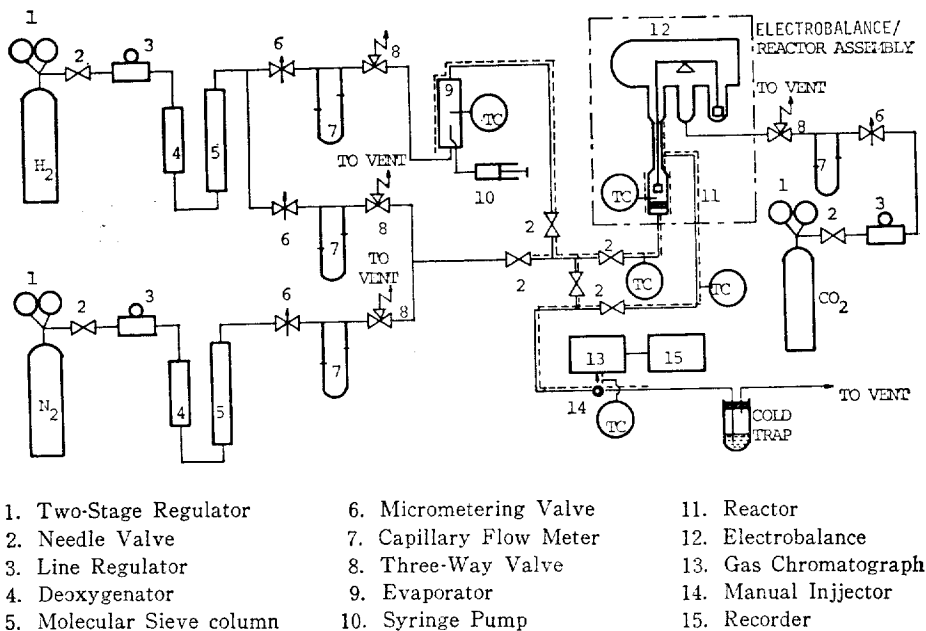 1
2
3
6
8
12
ELECTROBALANCE/
REACTOR ASSEMBLY
H2
4
5
7
9
TC
10
TO VENT
TO VENT
8
7
6
6
7
8
TC
11
1
2
3
CO2
2
2
2
2
TC
TC
1
2
3
6
TO
VENT
8
7
N2
4
5
13
15
14
TC
COLD
TRAP
TO VENT
1. Two-Stage Regulator
2. Needle Valve
3. Line Regulator
4. Deoxygenator
5. Molecular Sieve column
6. Micrometering Valve
7. Capillary Flow Meter
8. Three-Way Valve
9. Evaporator
10. Syringe Pump
11. Reactor
12. Electrobalance
13. Gas Chromatograph
14. Manual Injjector
15. Recorder